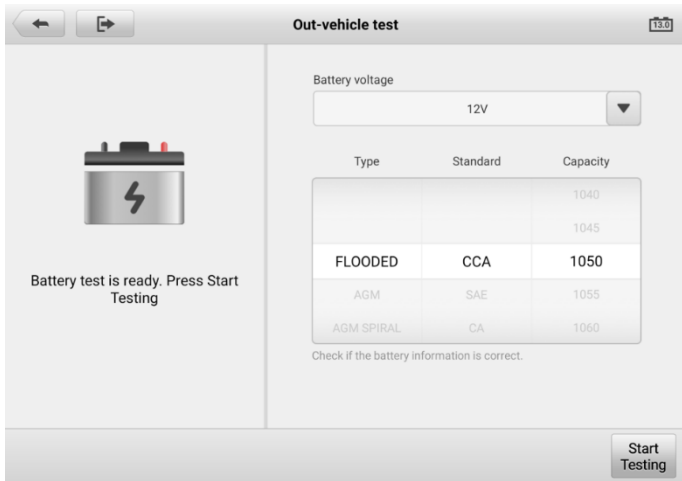 Out-vehicle test
13.0
Battery voltage
12V
Type Standard Capacity
1040
1045
FLOODED CCA 1050
AGM SAE 1055
AGM SPIRAL CA 1060
Check if the battery information is correct.
Battery test is ready. Press Start
Testing
Start
Testing